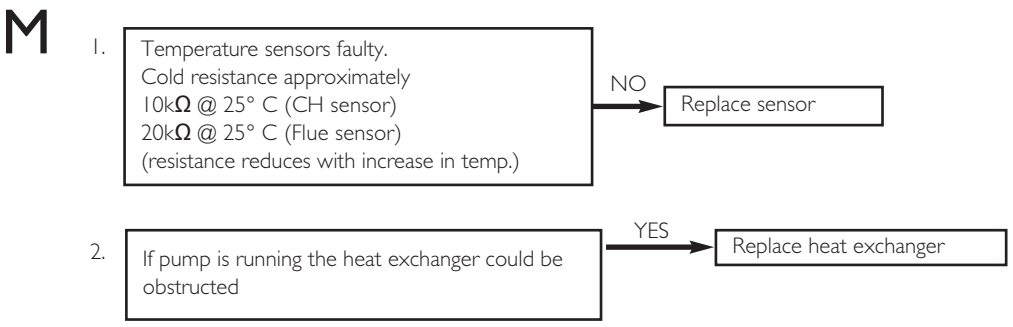 M
1.
Temperature sensors faulty.
Cold resistance approximately
10kΩ @ 25° C (CH sensor)
20kΩ @ 25° C (Flue sensor)
(resistance reduces with increase in temp.)
NO
Replace sensor
2.
If pump is running the heat exchanger could be
obstructed
YES
Replace heat exchanger